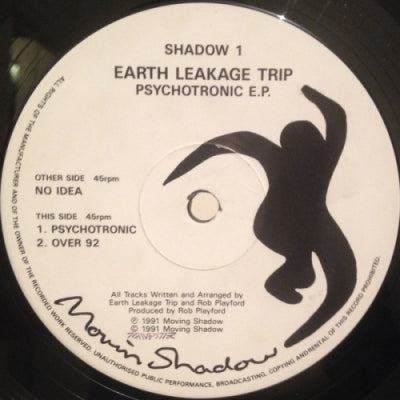 SHADOW 1
EARTH LEAKAGE TRIP
PSYCHOTRONIC E.P.
OTHER SIDE 45rpm
NO IDEA
THIS SIDE 45rpm
1. PSYCHOTRONIC
2. OVER 92
All Tracks Written and Arranged by
Earth Leakage Trip and Rob Playford
Produced by Rob Playford
℗ 1991 Moving Shadow
© 1991 Moving Shadow
Movin Shadow
ALL RIGHTS OF THE MANUFACTURER AND OF THE OWNER OF THE RECORDED WORK RESERVED. UNAUTHORISED PUBLIC PERFORMANCE, BROADCASTING, COPYING AND RENTAL OF THIS RECORD PROHIBITED.